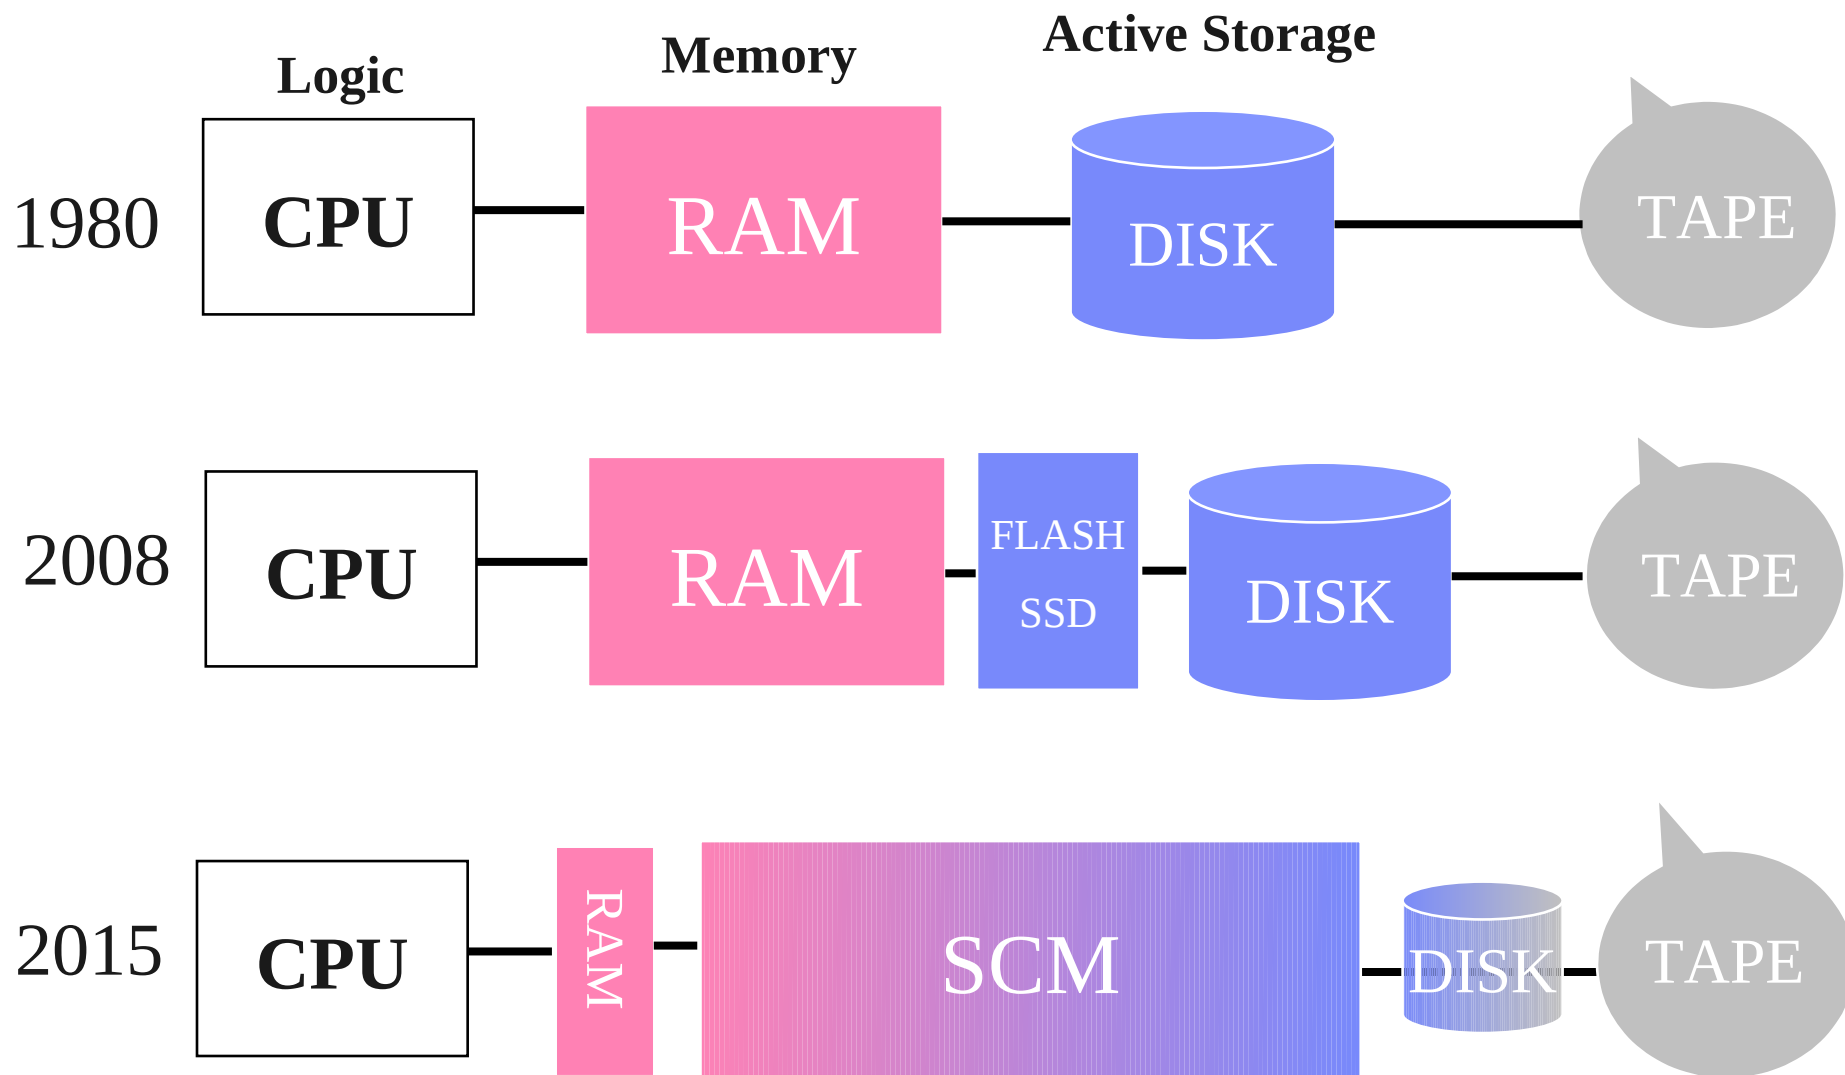 Logic
Memory
Active Storage
1980
CPU
RAM
DISK
TAPE
2008
CPU
RAM
FLASH
SSD
DISK
TAPE
2015
CPU
RAM
SCM
DISK
TAPE